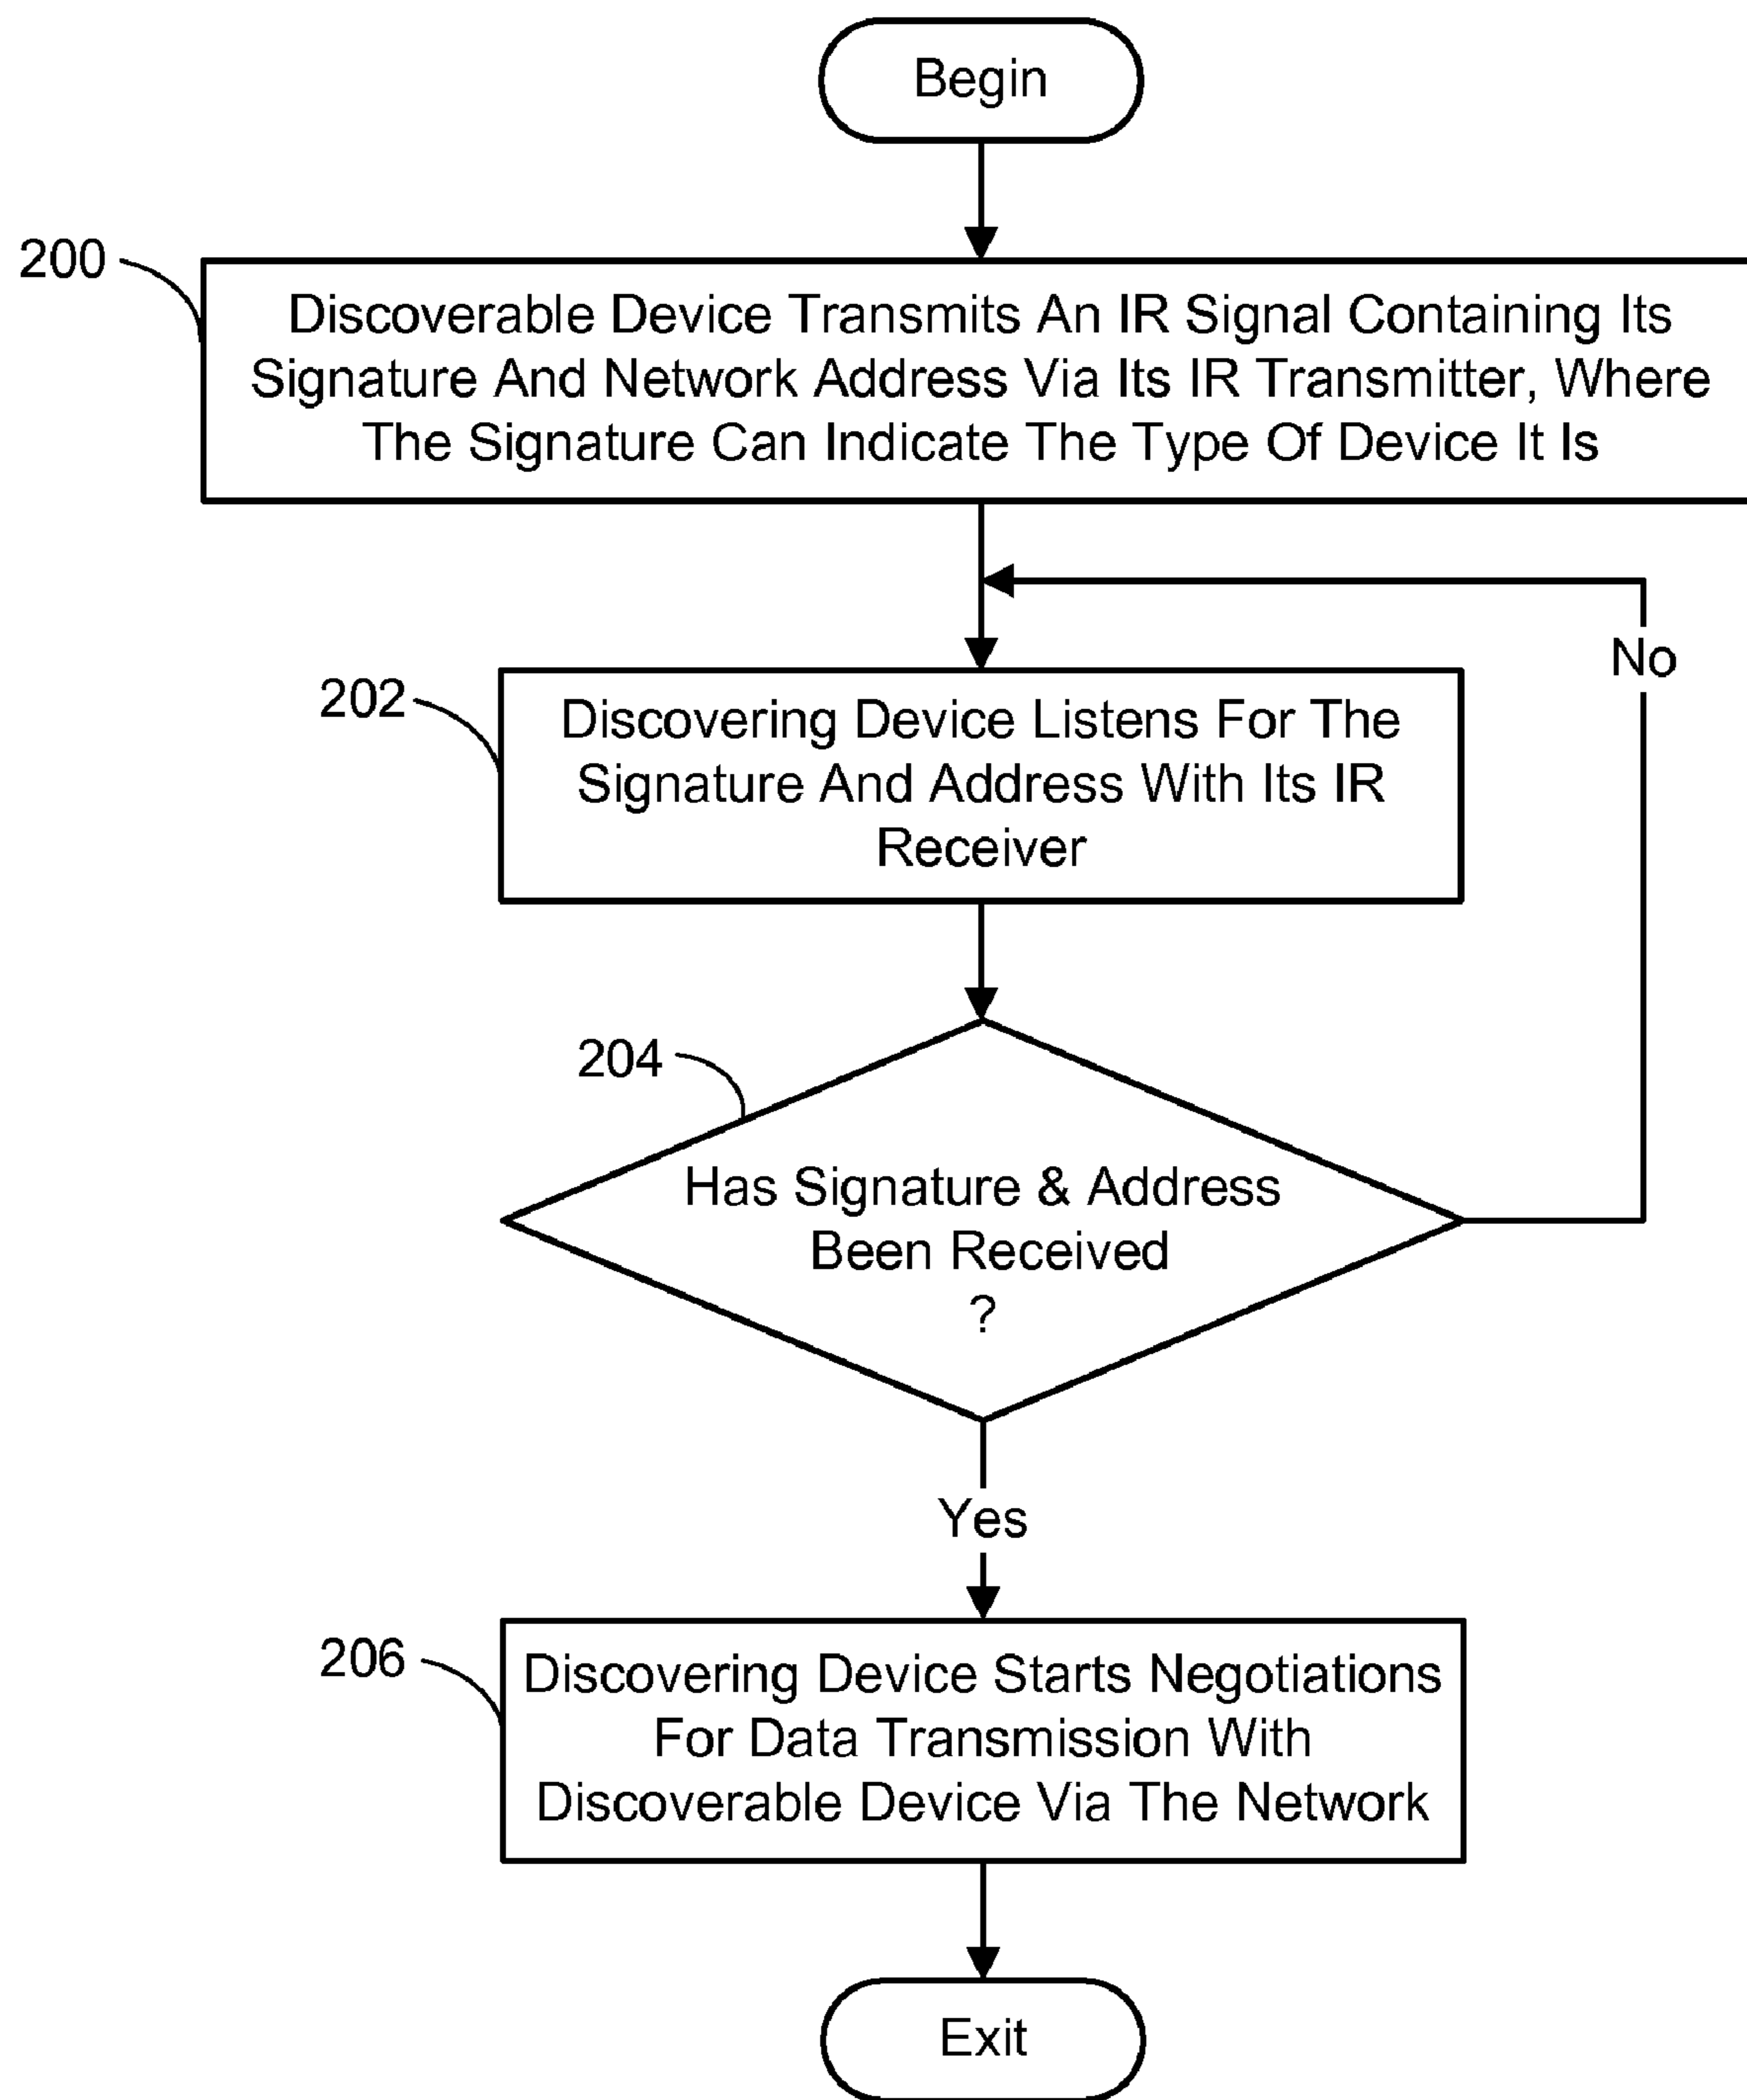 Begin
200
Discoverable Device Transmits An IR Signal Containing Its
Signature And Network Address Via Its IR Transmitter, Where
The Signature Can Indicate The Type Of Device It Is
No
202
Discovering Device Listens For The
Signature And Address With Its IR
Receiver
204
Has Signature & Address
Been Received
?
Yes
206
Discovering Device Starts Negotiations
For Data Transmission With
Discoverable Device Via The Network
Exit